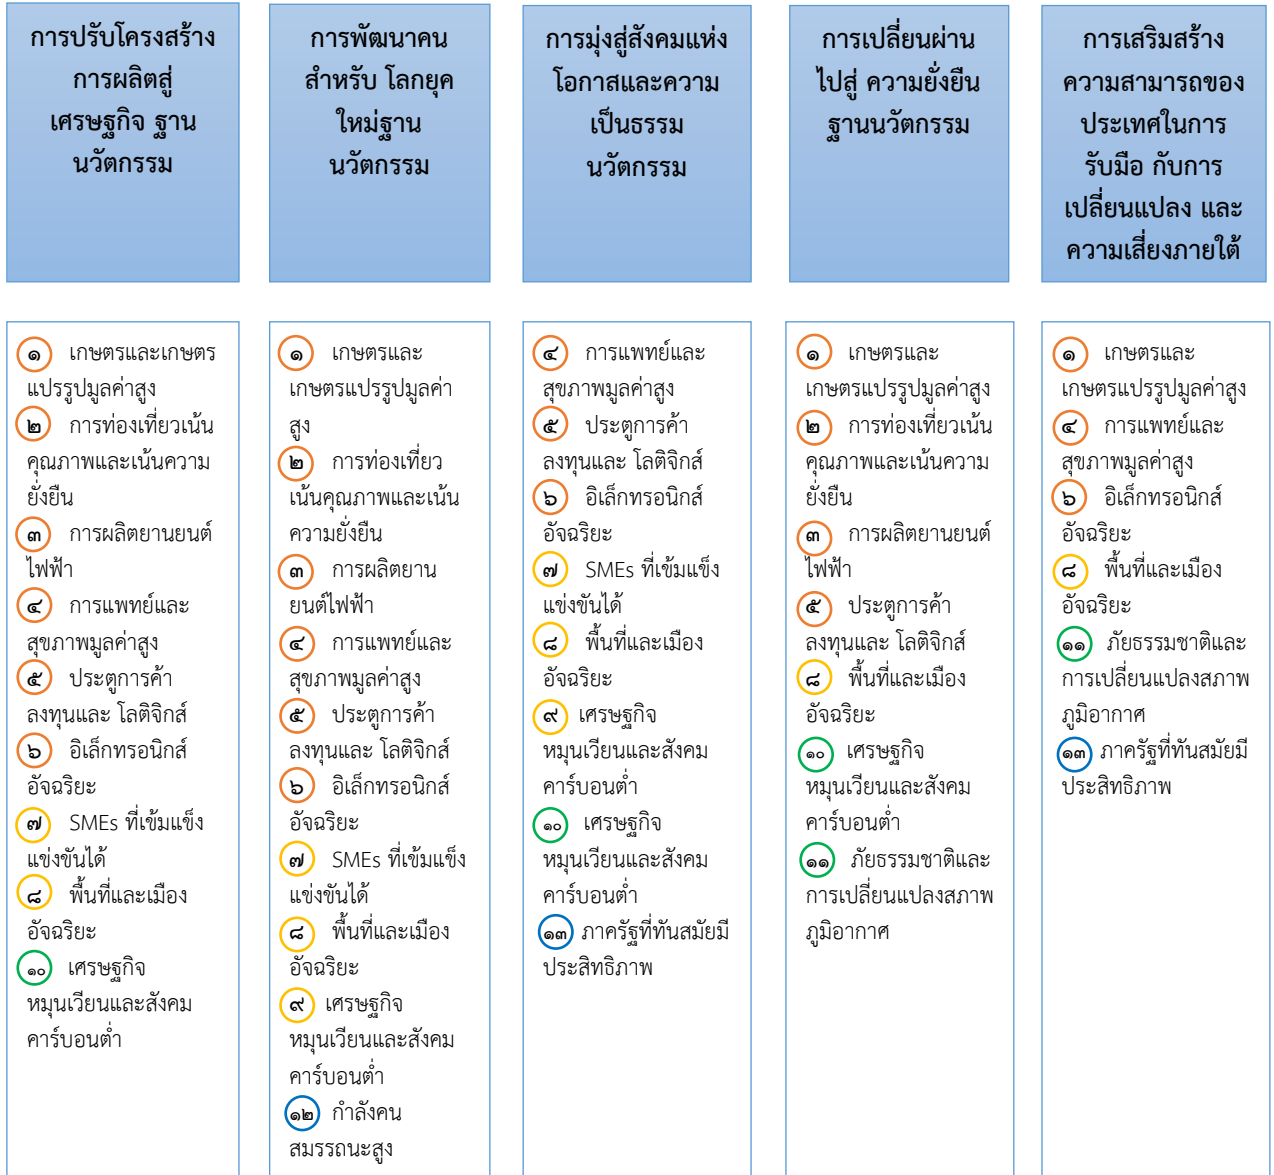 การปรับโครงสร้าง
การผลิตสู่
เศรษฐกิจ ฐาน
นวัตกรรม
การพัฒนาคน
สำหรับ โลกยุค
ใหม่ฐาน
นวัตกรรม
การมุ่งสู่สังคมแห่ง
โอกาสและความ
เป็นธรรม
นวัตกรรม
การเปลี่ยนผ่าน
ไปสู่ ความยั่งยืน
ฐานนวัตกรรม
การเสริมสร้าง
ความสามารถของ
ประเทศในการ
รับมือ กับการ
เปลี่ยนแปลง และ
ความเสี่ยงภายใต้
๑ เกษตรและเกษตร
แปรรูปมูลค่าสูง
๒ การท่องเที่ยวเน้น
คุณภาพและเน้นความ
ยั่งยืน
๓ การผลิตยานยนต์
ไฟฟ้า
๔ การแพทย์และ
สุขภาพมูลค่าสูง
๕ ประตูการค้า
ลงทุนและ โลติจิกส์
๖ อิเล็กทรอนิกส์
อัจฉริยะ
๗ SMEs ที่เข้มแข็ง
แข่งขันได้
๘ พื้นที่และเมือง
อัจฉริยะ
๑๐ เศรษฐกิจ
หมุนเวียนและสังคม
คาร์บอนต่ำ
๑ เกษตรและ
เกษตรแปรรูปมูลค่า
สูง
๒ การท่องเที่ยว
เน้นคุณภาพและเน้น
ความยั่งยืน
๓ การผลิตยาน
ยนต์ไฟฟ้า
๔ การแพทย์และ
สุขภาพมูลค่าสูง
๕ ประตูการค้า
ลงทุนและ โลติจิกส์
๖ อิเล็กทรอนิกส์
อัจฉริยะ
๗ SMEs ที่เข้มแข็ง
แข่งขันได้
๘ พื้นที่และเมือง
อัจฉริยะ
๙ เศรษฐกิจ
หมุนเวียนและสังคม
คาร์บอนต่ำ
๑๒ กำลังคน
สมรรถนะสูง
๔ การแพทย์และ
สุขภาพมูลค่าสูง
๕ ประตูการค้า
ลงทุนและ โลติจิกส์
๖ อิเล็กทรอนิกส์
อัจฉริยะ
๗ SMEs ที่เข้มแข็ง
แข่งขันได้
๘ พื้นที่และเมือง
อัจฉริยะ
๙ เศรษฐกิจ
หมุนเวียนและสังคม
คาร์บอนต่ำ
๑๐ เศรษฐกิจ
หมุนเวียนและสังคม
คาร์บอนต่ำ
๑๓ ภาครัฐที่ทันสมัยมี
ประสิทธิภาพ
๑ เกษตรและ
เกษตรแปรรูปมูลค่าสูง
๒ การท่องเที่ยวเน้น
คุณภาพและเน้นความ
ยั่งยืน
๓ การผลิตยานยนต์
ไฟฟ้า
๕ ประตูการค้า
ลงทุนและ โลติจิกส์
๘ พื้นที่และเมือง
อัจฉริยะ
๑๐ เศรษฐกิจ
หมุนเวียนและสังคม
คาร์บอนต่ำ
๑๑ ภัยธรรมชาติและ
การเปลี่ยนแปลงสภาพ
ภูมิอากาศ
๑ เกษตรและ
เกษตรแปรรูปมูลค่าสูง
๔ การแพทย์และ
สุขภาพมูลค่าสูง
๖ อิเล็กทรอนิกส์
อัจฉริยะ
๘ พื้นที่และเมือง
อัจฉริยะ
๑๑ ภัยธรรมชาติและ
การเปลี่ยนแปลงสภาพ
ภูมิอากาศ
๑๓ ภาครัฐที่ทันสมัยมี
ประสิทธิภาพ